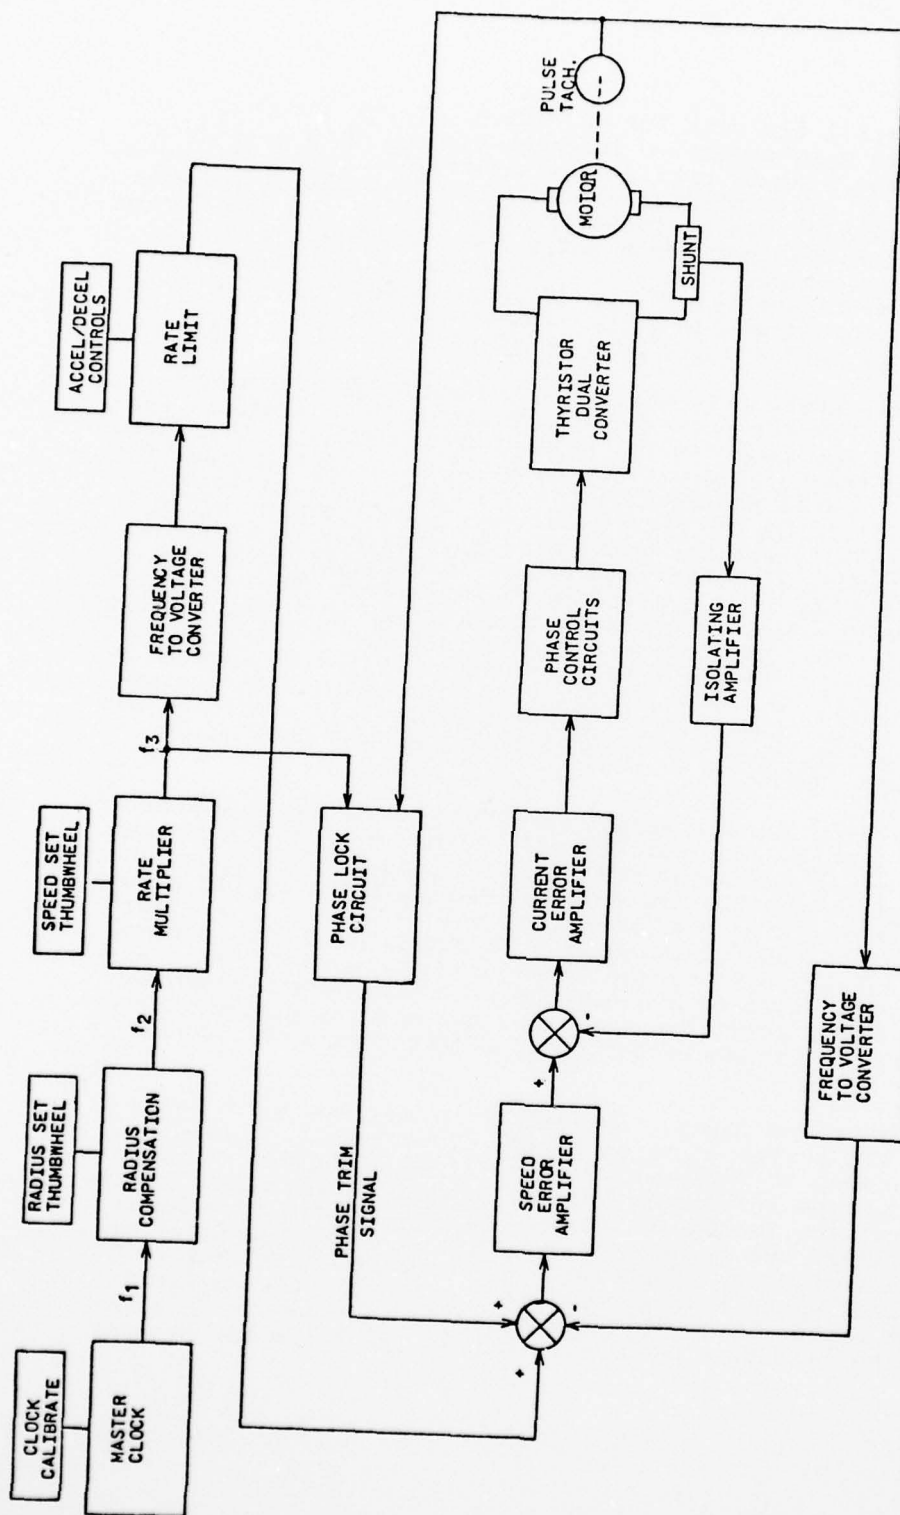 CLOCK
CALIBRATE
MASTER
CLOCK
f1
RADIUS SET
THUMBWHEEL
RADIUS
COMPENSATION
f2
SPEED SET
THUMBWHEEL
RATE
MULTIPLIER
f3
FREQUENCY
TO VOLTAGE
CONVERTER
ACCEL/DECEL
CONTROLS
RATE
LIMIT
PHASE LOCK
CIRCUIT
PHASE TRIM
SIGNAL
+
+
-
SPEED
ERROR
AMPLIFIER
+
-
CURRENT
ERROR
AMPLIFIER
PHASE
CONTROL
CIRCUITS
THYRISTOR
DUAL
CONVERTER
MOTOR
PULSE
TACH.
SHUNT
ISOLATING
AMPLIFIER
FREQUENCY
TO VOLTAGE
CONVERTER